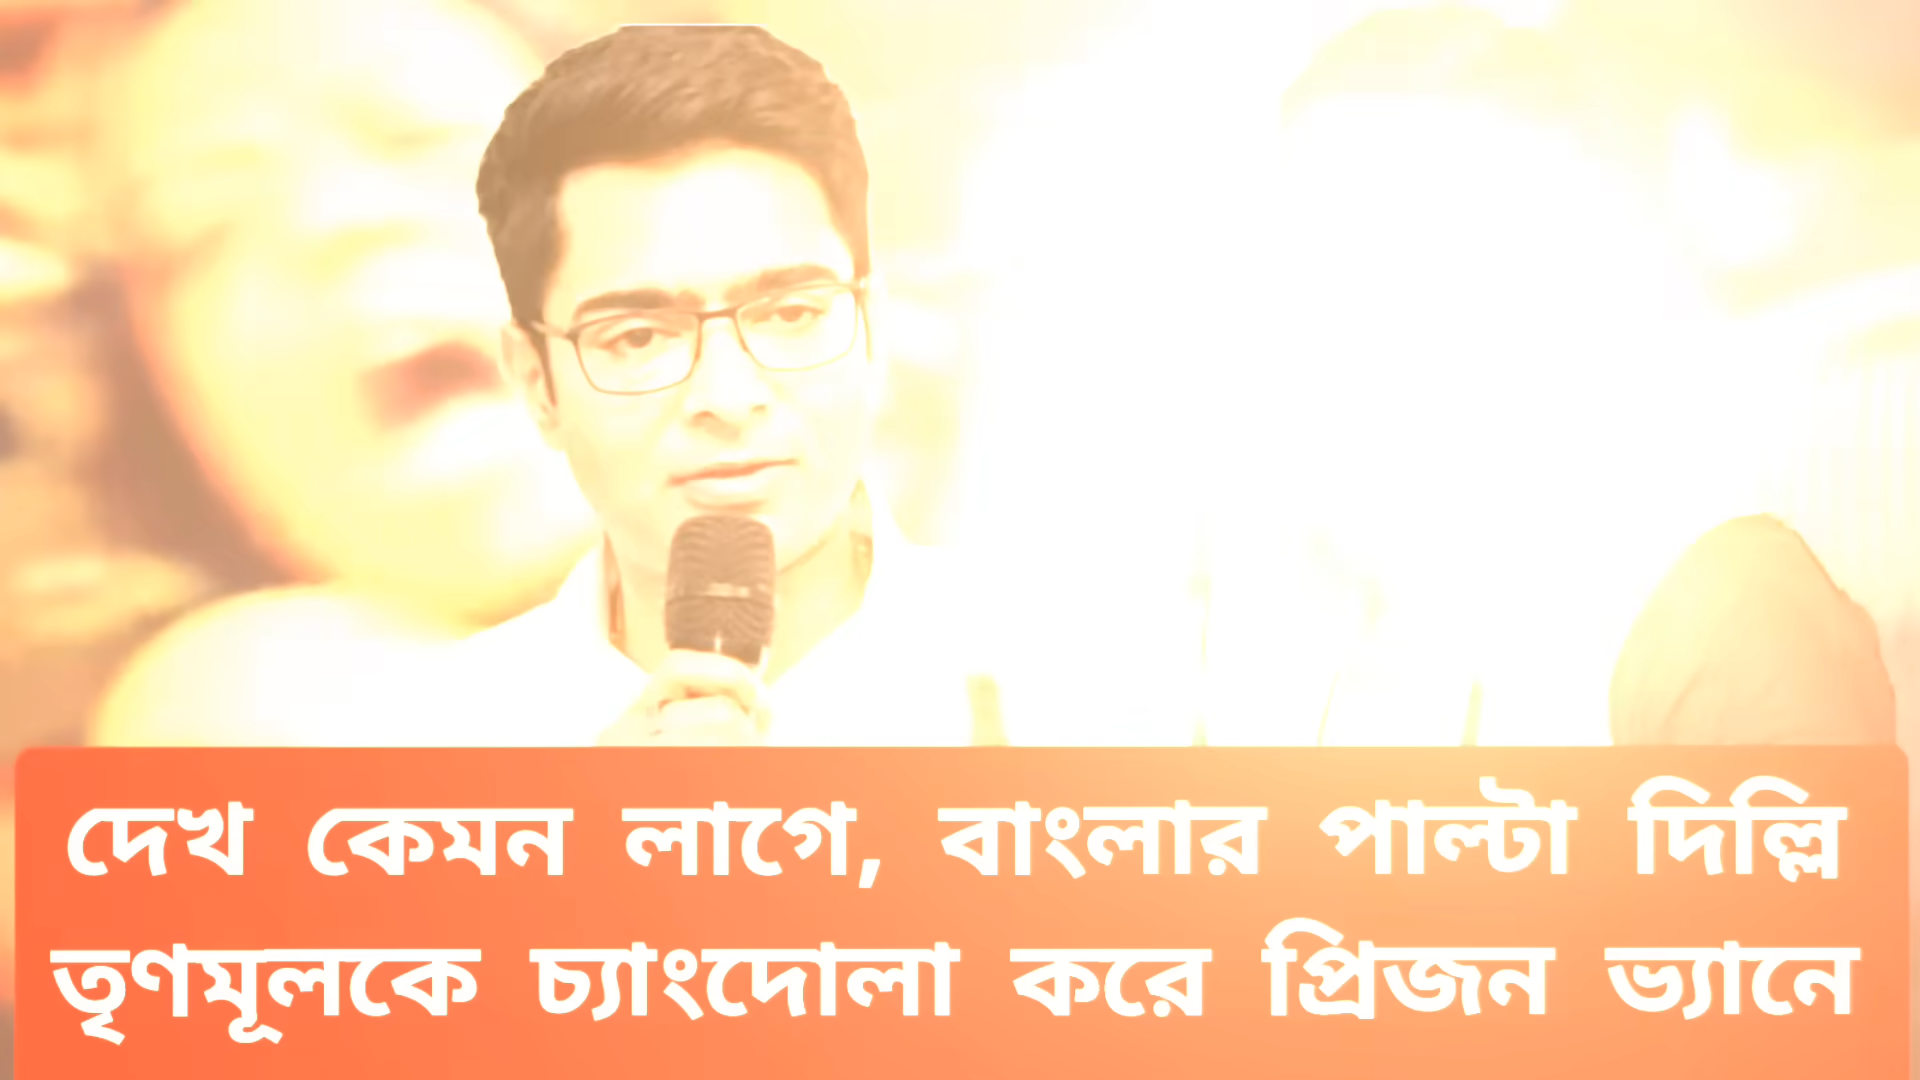 দেখ কেমন লাগে, বাংলার পাল্টা দিল্লি
তৃণমূলকে চ্যাংদোলা করে প্রিজন ভ্যানে